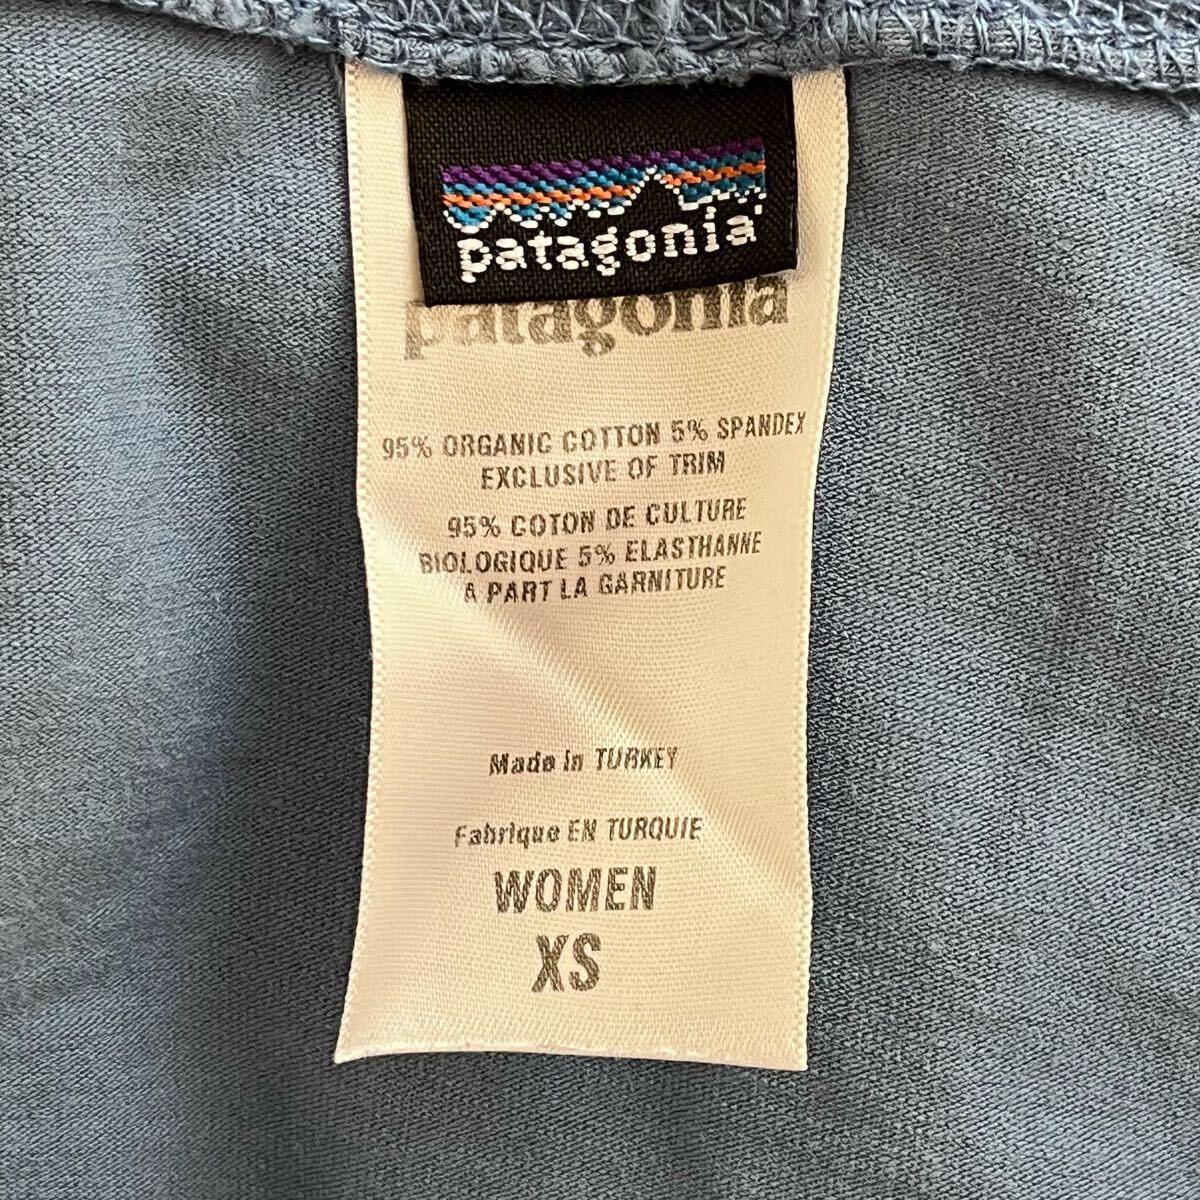 patagonia
patagonia
95% ORGANIC COTTON 5% SPANDEX
EXCLUSIVE OF TRIM
95% COTON DE CULTURE
BIOLOGIQUE 5% ELASTHANNE
A PART LA GARNITURE
Made in TURKEY
Fabrique EN TURQUIE
WOMEN
XS